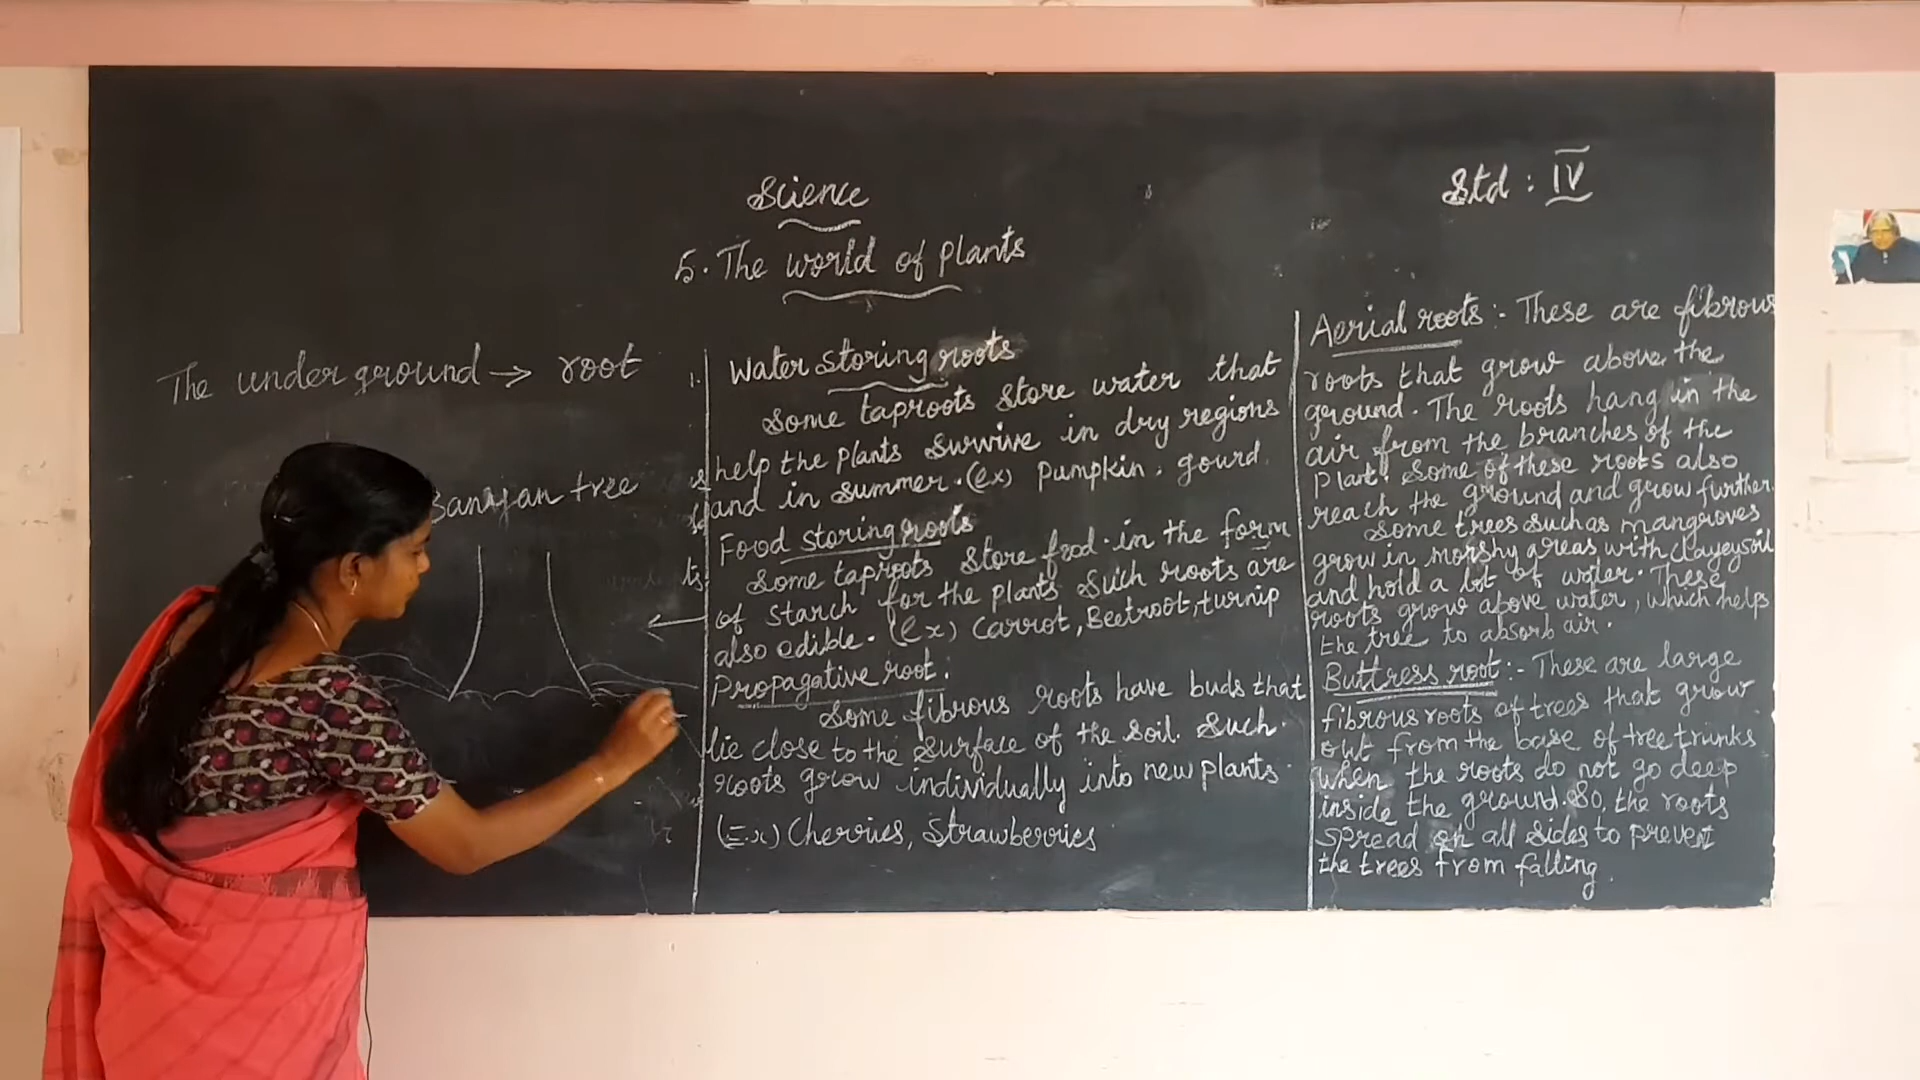 Science
Std : IV
5. The world of plants
The underground → root
Banyan tree
Water storing roots
Some taproots store water that
help the plants survive in dry regions
and in summer. (ex) Pumpkin, gourd.
Food storing roots
Some taproots store food in the form
of starch for the plants such roots are
also edible. (ex) Carrot, Beetroot, turnip
Propagative root:
Some fibrous roots have buds that
lie close to the surface of the soil. Such
roots grow individually into new plants.
(Ex) Cherries, Strawberries
Aerial roots :- These are fibrous
roots that grow above the
ground. The roots hang in the
air from the branches of the
Plant. Some of these roots also
reach the ground and grow further.
Some trees such as mangroves
grow in marshy areas with clayey soil
and hold a lot of water. These
roots grow above water, which helps
the tree to absorb air.
Buttress root :- These are large
fibrous roots of trees that grow
out from the base of tree trunks
when the roots do not go deep
inside the ground. So, the roots
spread on all sides to prevent
the trees from falling.